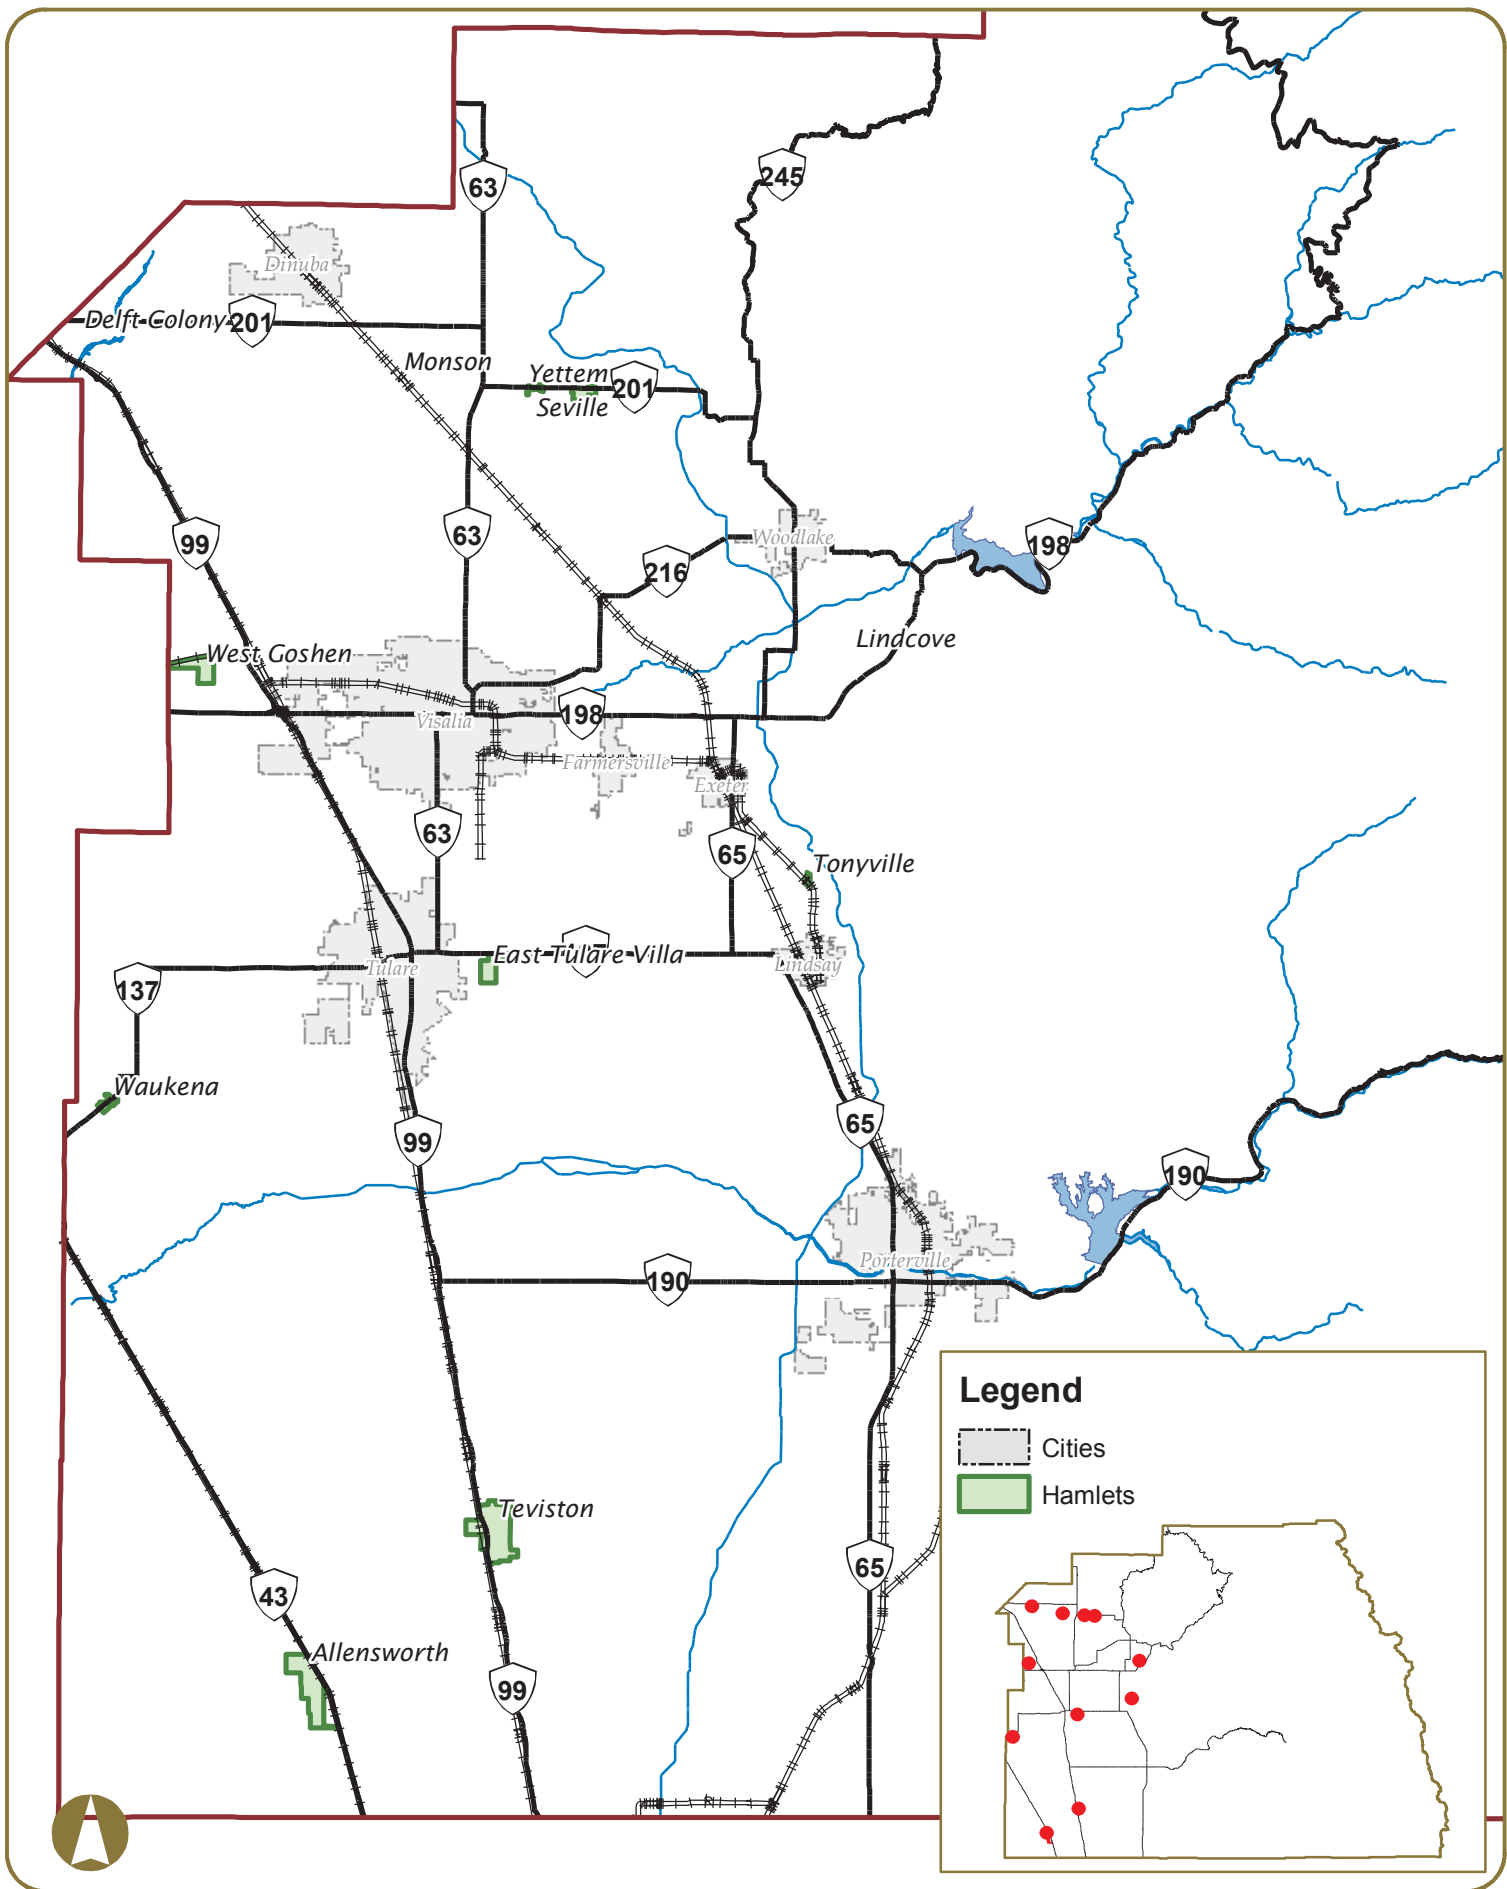 63
245
Dinuba
Delft Colony
201
Monson
Yettem
201
Seville
99
63
216
Woodlake
198
Lindcove
West Goshen
198
Visalia
Farmersville
Exeter
63
65
Tonyville
East Tulare Villa
Tulare
Lindsay
137
Waukena
99
65
190
Porterville
190
Legend
Cities
Hamlets
Teviston
65
43
Allensworth
99